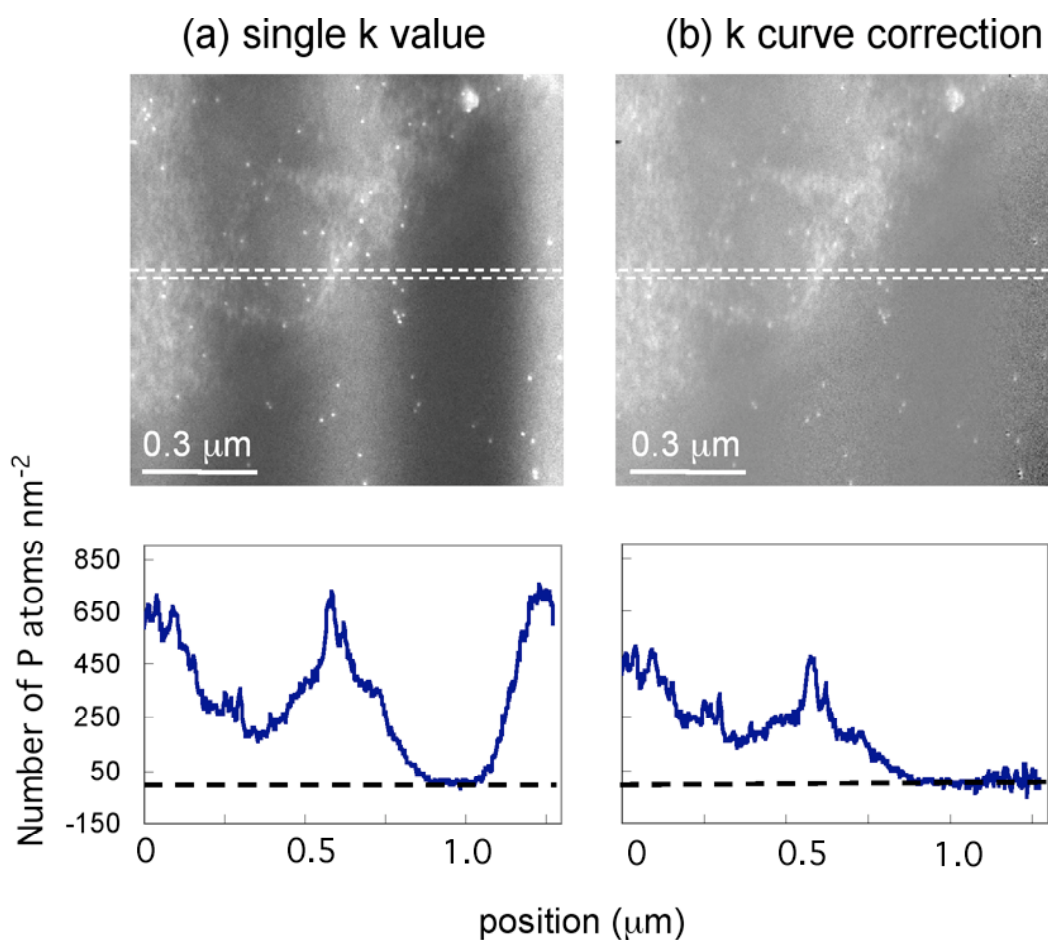 (a) single k value
(b) k curve correction
0.3 μm
0.3 μm
Number of P atoms nm-2
850
650
450
250
50
-150
0 0.5 1.0
0 0.5 1.0
position (μm)